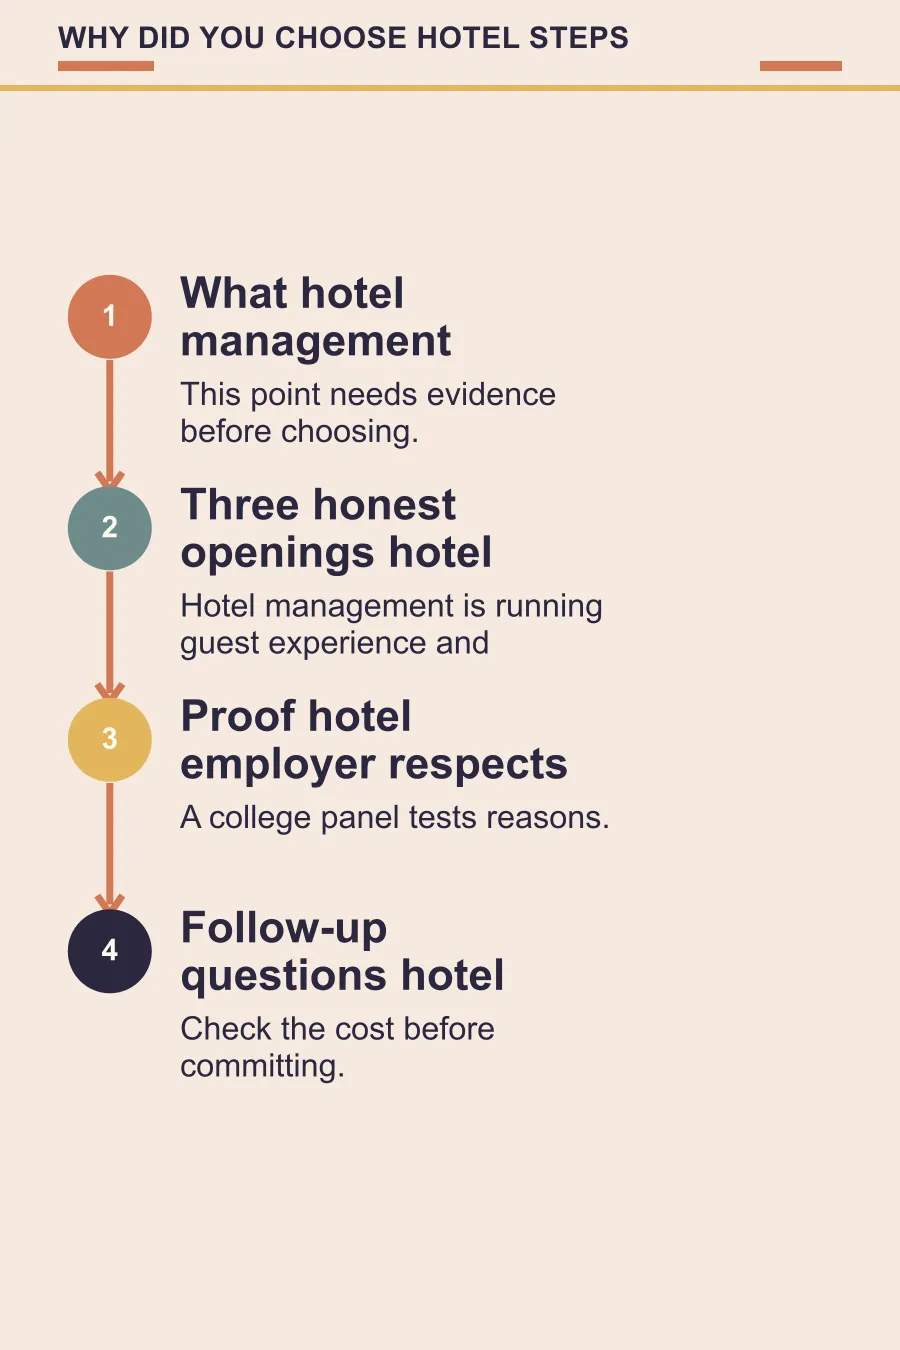 WHY DID YOU CHOOSE HOTEL STEPS
1
What hotel
management
This point needs evidence
before choosing.
2
Three honest
openings hotel
Hotel management is running
guest experience and
3
Proof hotel
employer respects
A college panel tests reasons.
4
Follow-up
questions hotel
Check the cost before
committing.